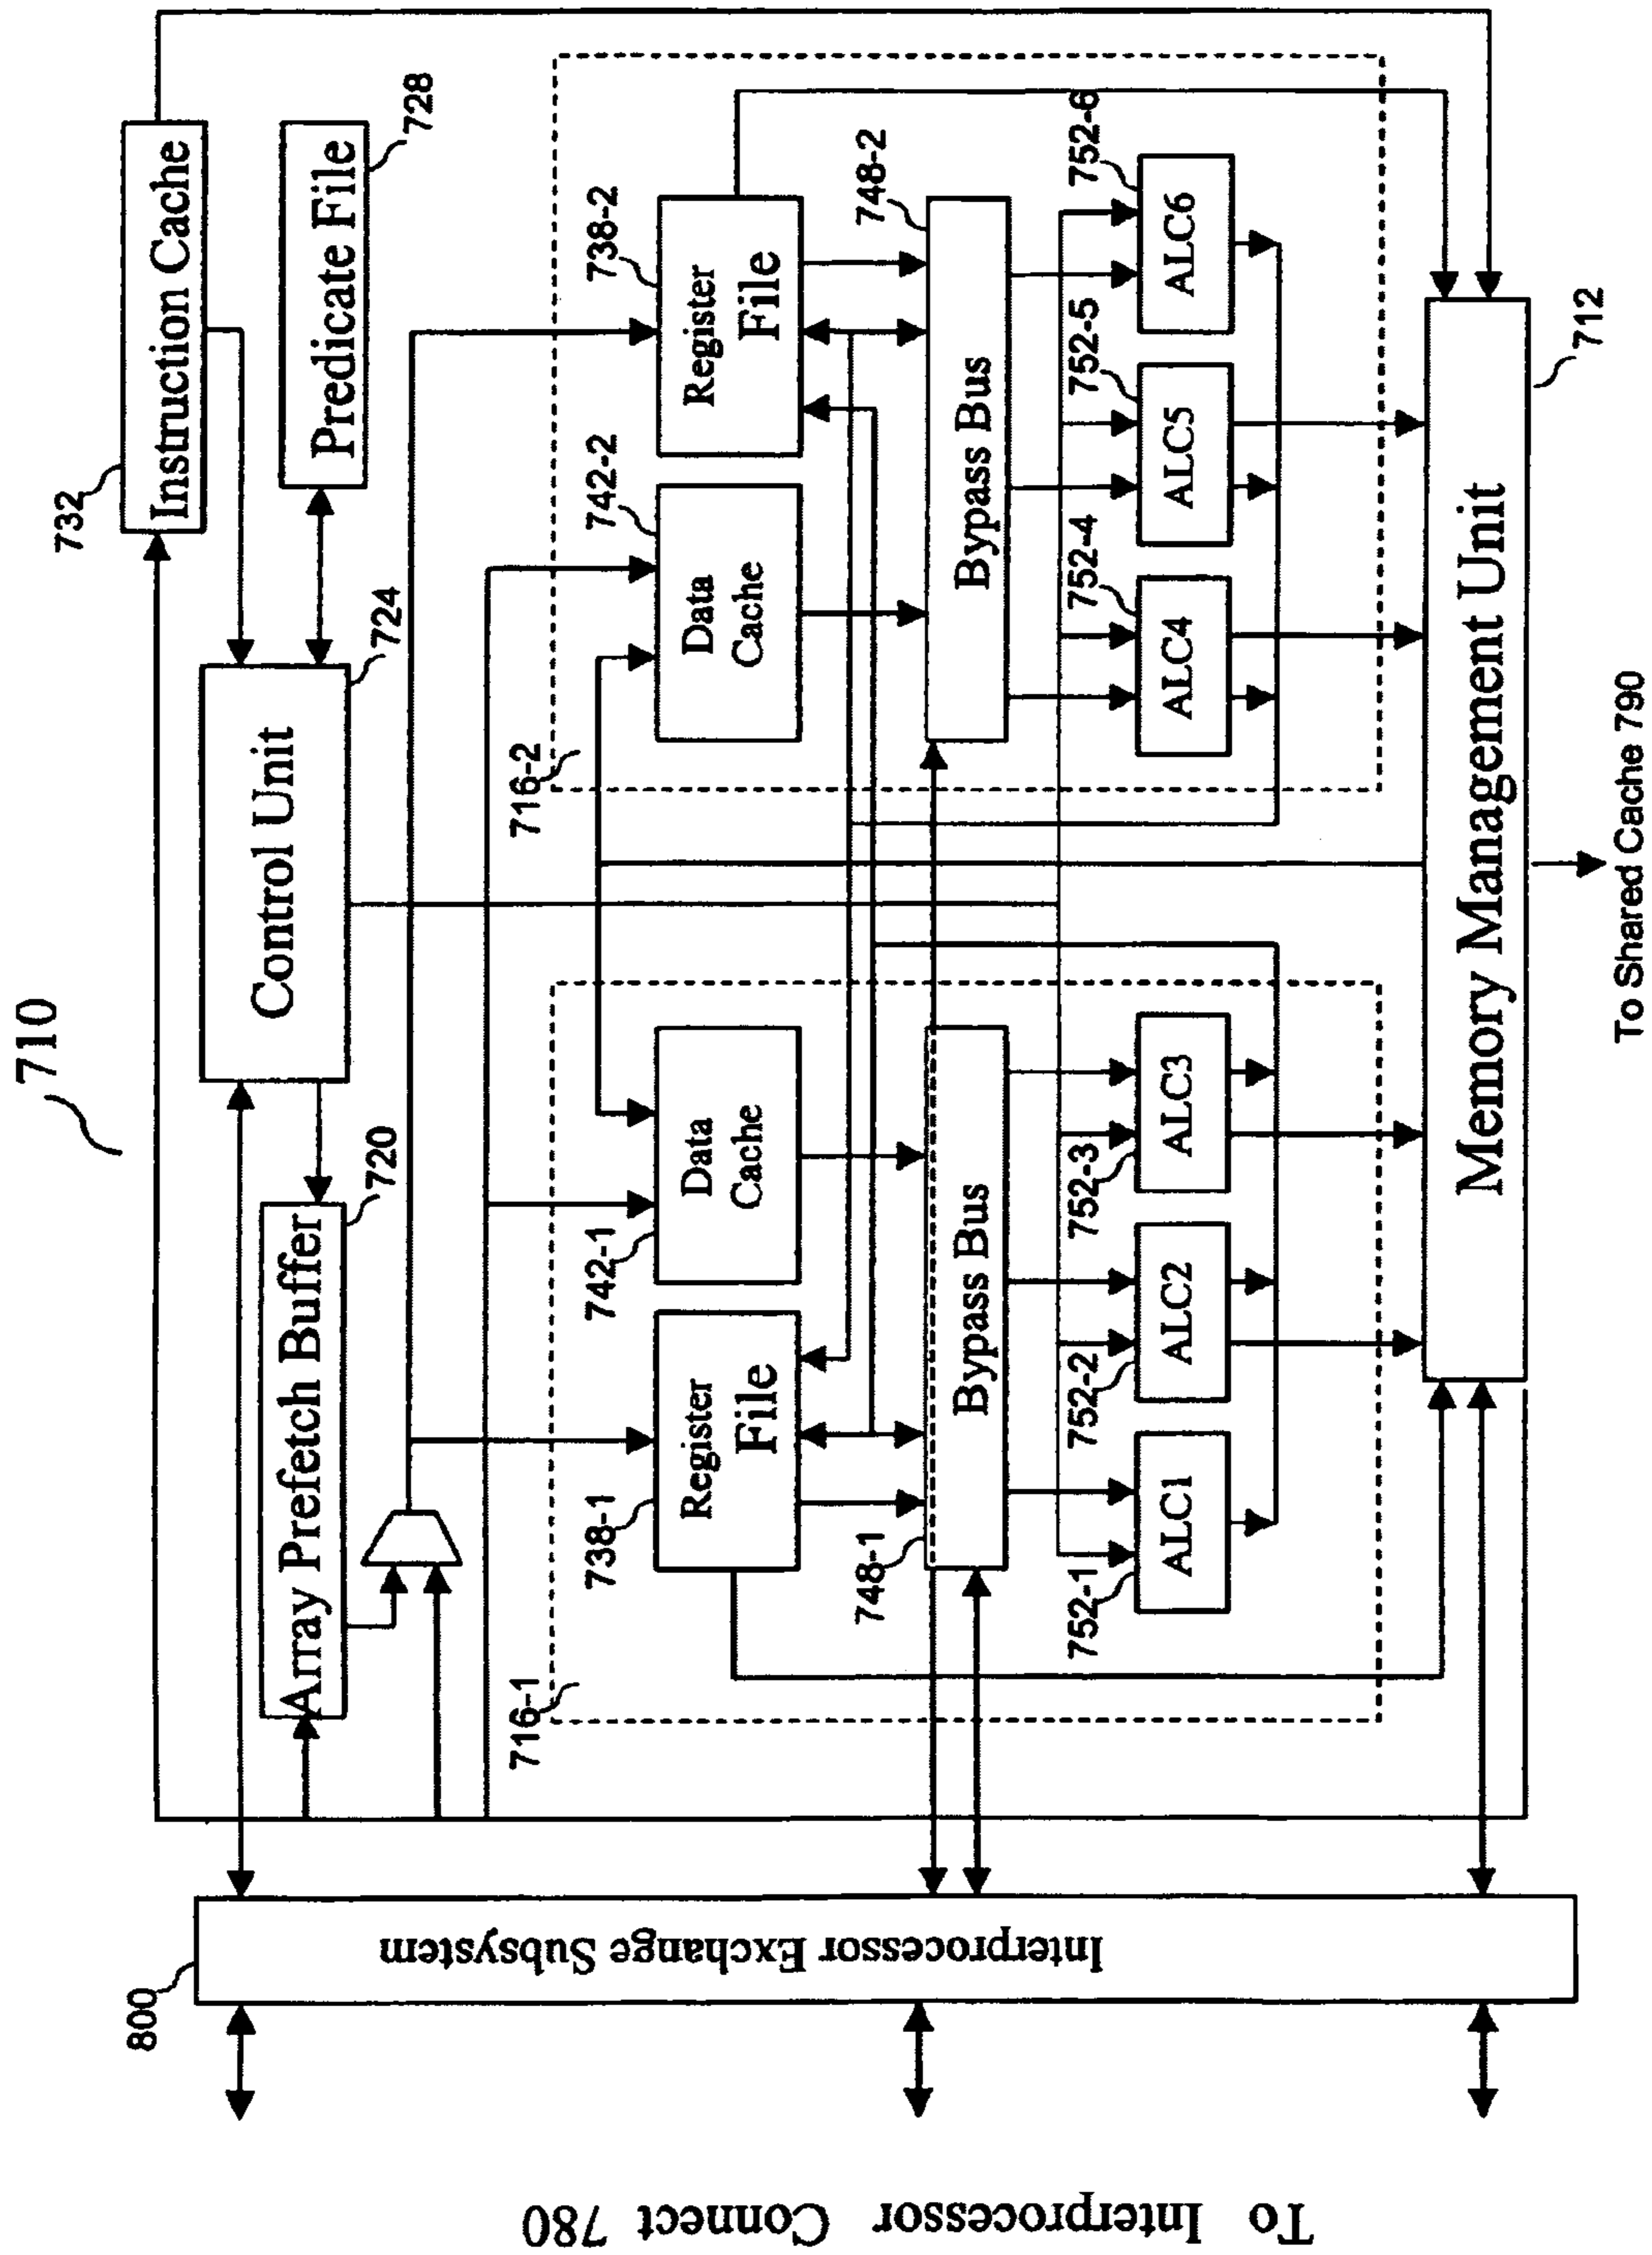 710
732
Instruction Cache
Predicate File
728
Control Unit
724
Array Prefetch Buffer
720
716-1
716-2
738-1
Register
File
742-1
Data
Cache
742-2
Data
Cache
738-2
Register
File
748-1
Bypass Bus
748-2
Bypass Bus
752-1
ALC1
752-2
ALC2
752-3
ALC3
752-4
ALC4
752-5
ALC5
752-6
ALC6
Memory Management Unit
712
To Shared Cache 790
800
Interprocessor Exchange Subsystem
To Interprocessor
Connect 780